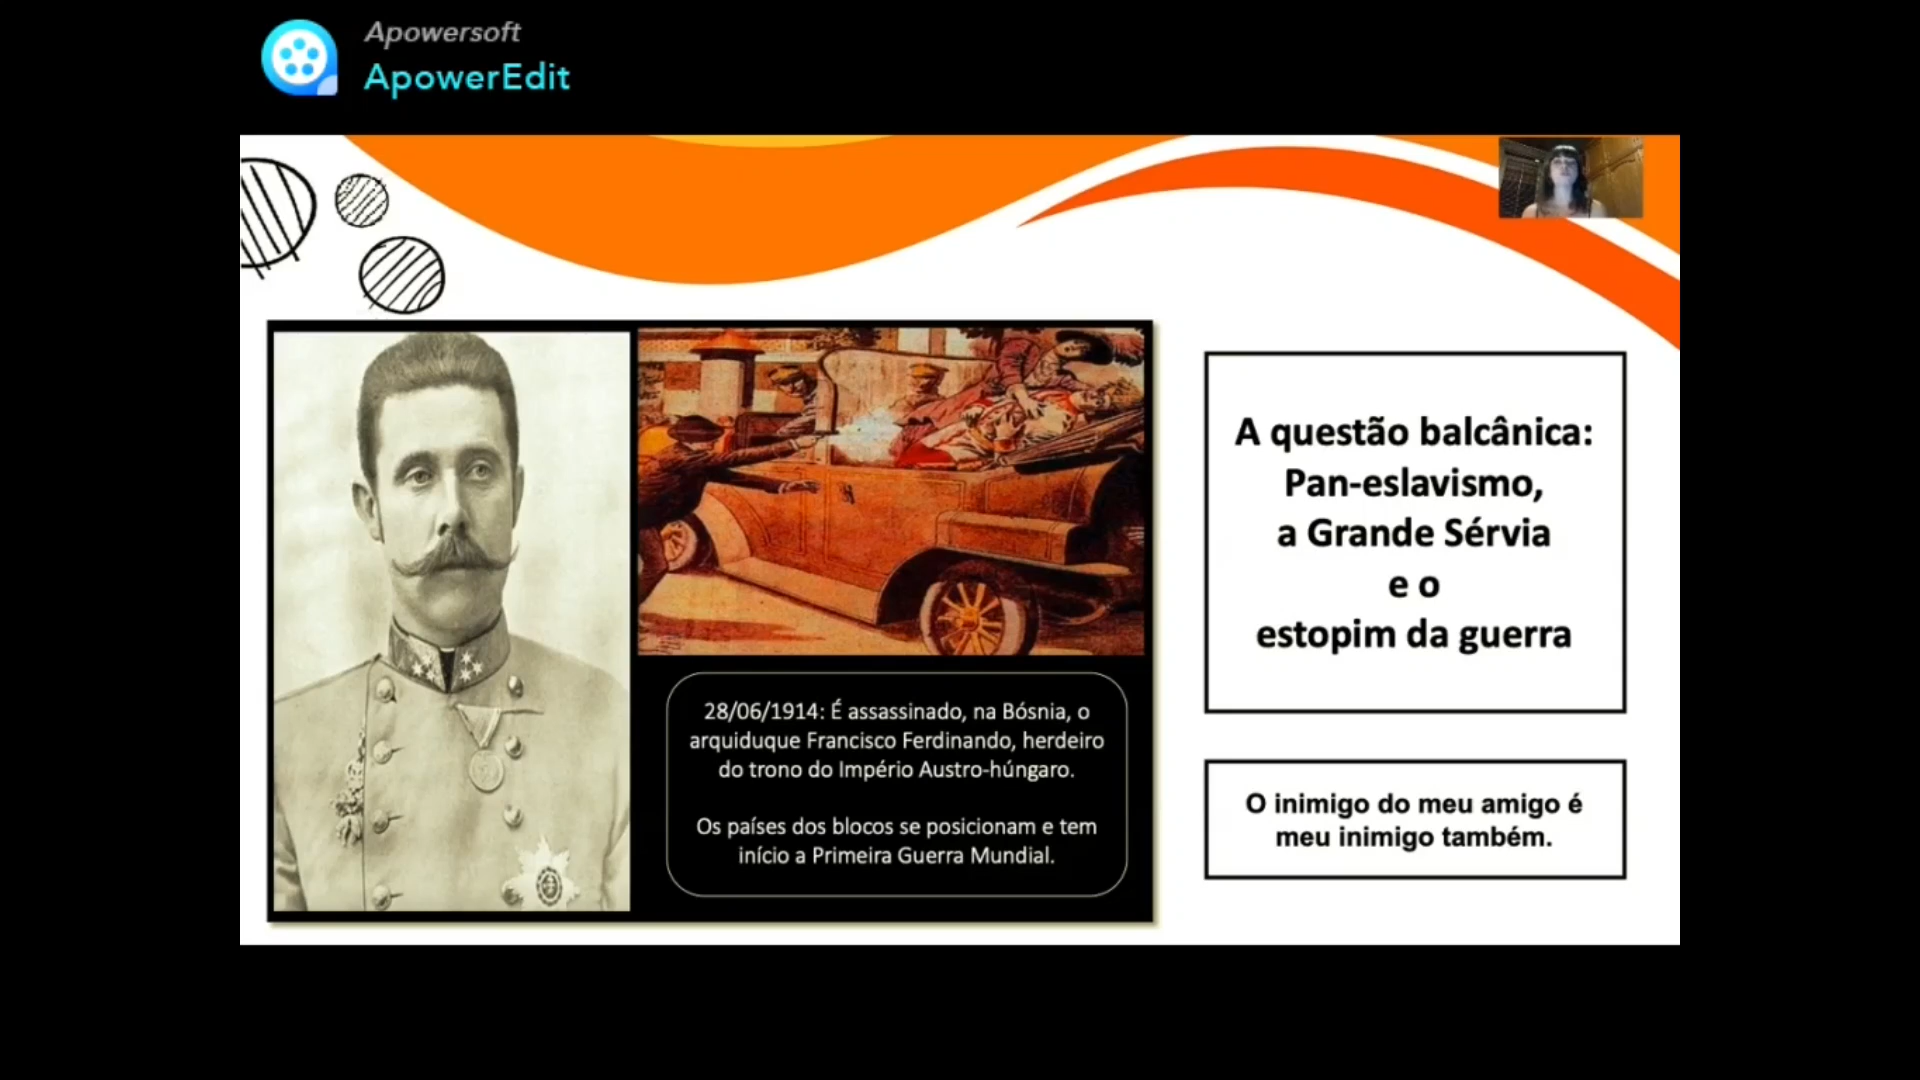 Apowersoft
ApowerEdit
28/06/1914: É assassinado, na Bósnia, o
arquiduque Francisco Ferdinando, herdeiro
do trono do Império Austro-húngaro.
Os países dos blocos se posicionam e tem
início a Primeira Guerra Mundial.
A questão balcânica:
Pan-eslavismo,
a Grande Sérvia
e o
estopim da guerra
O inimigo do meu amigo é
meu inimigo também.